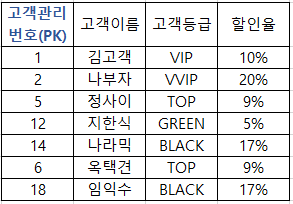 고객관리
번호(PK) 고객이름 고객등급 할인율
1 김고객 VIP 10%
2 나부자 VVIP 20%
5 정사이 TOP 9%
12 지한식 GREEN 5%
14 나라믹 BLACK 17%
6 옥택견 TOP 9%
18 임익수 BLACK 17%